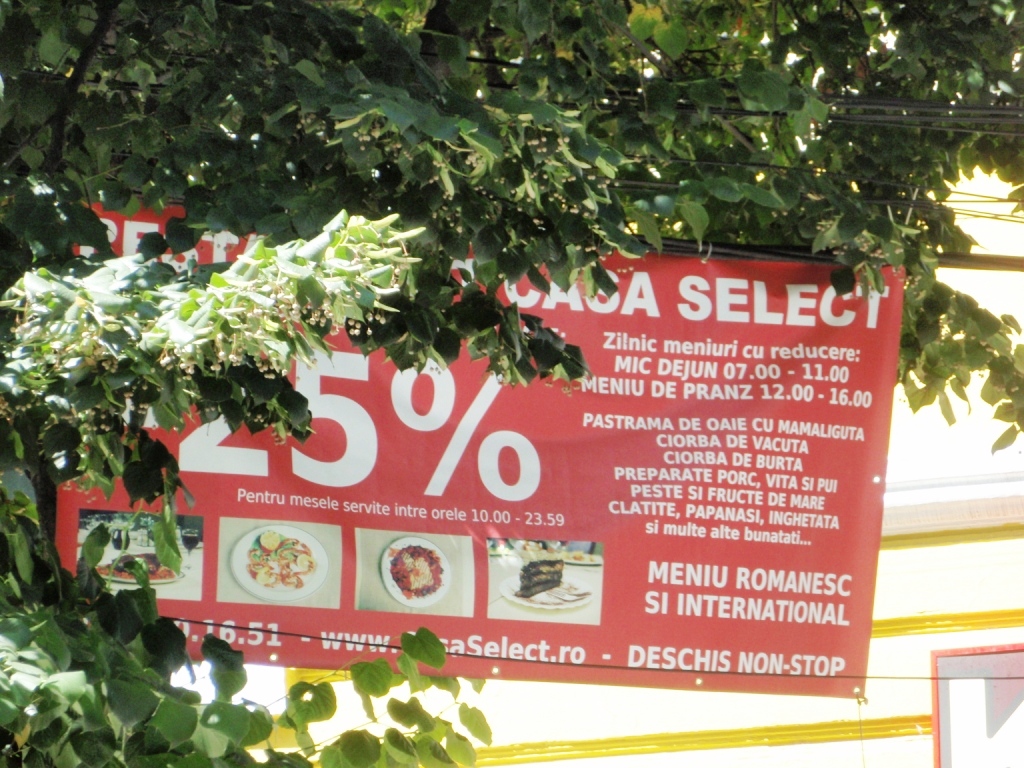 CASA SELECT
25%
Zilnic meniuri cu reducere:
MIC DEJUN 07.00 - 11.00
MENIU DE PRANZ 12.00 - 16.00
PASTRAMA DE OAIE CU MAMALIGUTA
CIORBA DE VACUTA
CIORBA DE BURTA
PREPARATE PORC, VITA SI PUI
PESTE SI FRUCTE DE MARE
CLATITE, PAPANASI, INGHETATA
si multe alte bunatati...
Pentru mesele servite intre orele 10.00 - 23.59
MENIU ROMANESC
SI INTERNATIONAL
.16.51 - www. saSelect.ro - DESCHIS NON-STOP